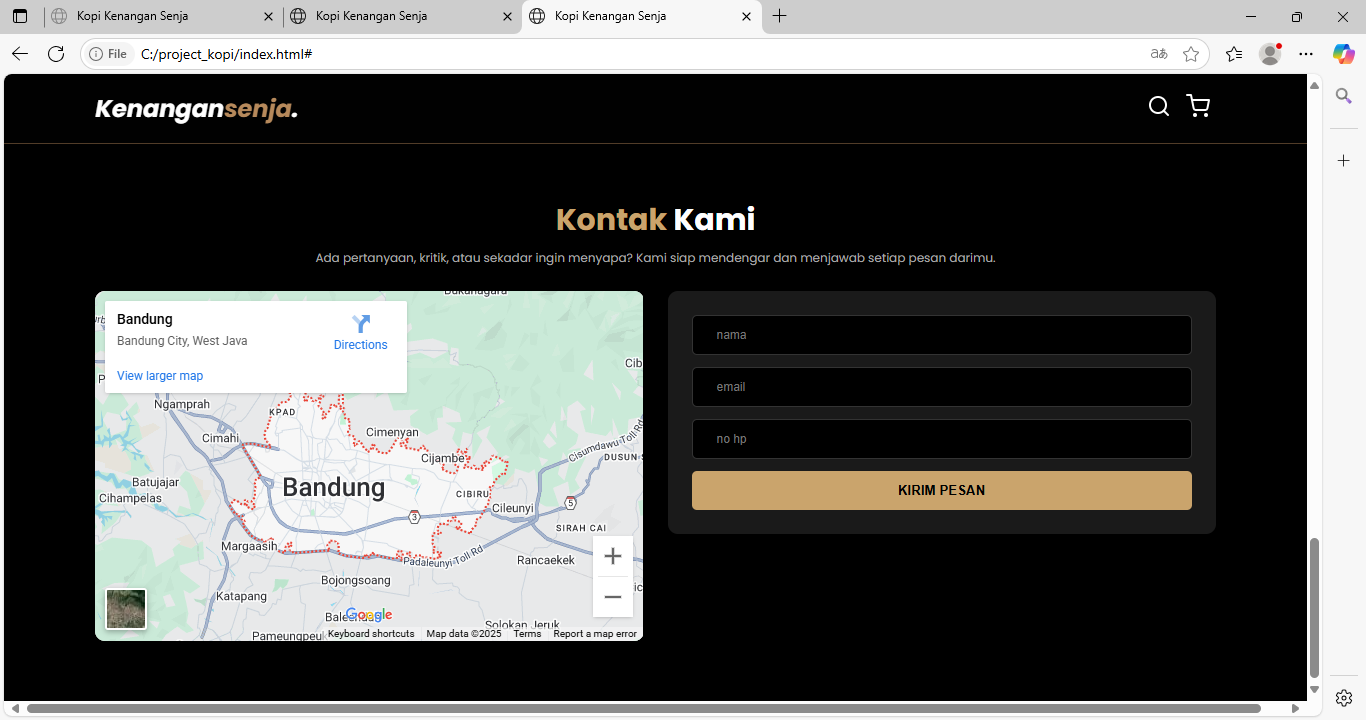 Kopi Kenangan Senja
Kopi Kenangan Senja
Kopi Kenangan Senja
File
C:/project_kopi/index.html#
aあ
Kenangansenja.
Kontak Kami
Ada pertanyaan, kritik, atau sekadar ingin menyapa? Kami siap mendengar dan menjawab setiap pesan darimu.
Bandung
Bandung City, West Java
Directions
View larger map
Ngamprah
KPAD
Cimahi
Cimenyan
Cijambe
Cisumdawu Toll Rd
Batujajar
Cihampelas
Bandung
CIBIRU
3
5
Cileunyi
SIRAH CAI
Margaasih
Padaleunyi Toll Rd
Rancaekek
Bojongsoang
Katapang
Google
Solokan Jeruk
Keyboard shortcuts
Map data ©2025
Terms
Report a map error
nama
email
no hp
KIRIM PESAN